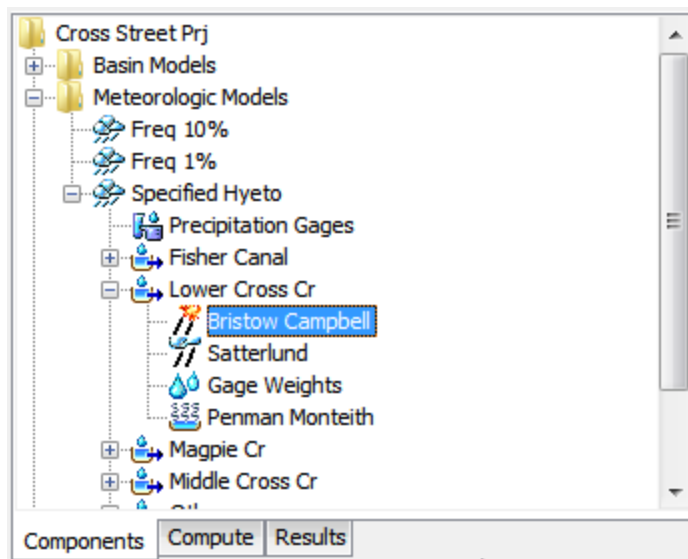 Cross Street Prj
Basin Models
Meteorologic Models
Freq 10%
Freq 1%
Specified Hyeto
Precipitation Gages
Fisher Canal
Lower Cross Cr
Bristow Campbell
Satterlund
Gage Weights
Penman Monteith
Magpie Cr
Middle Cross Cr
Components Compute Results